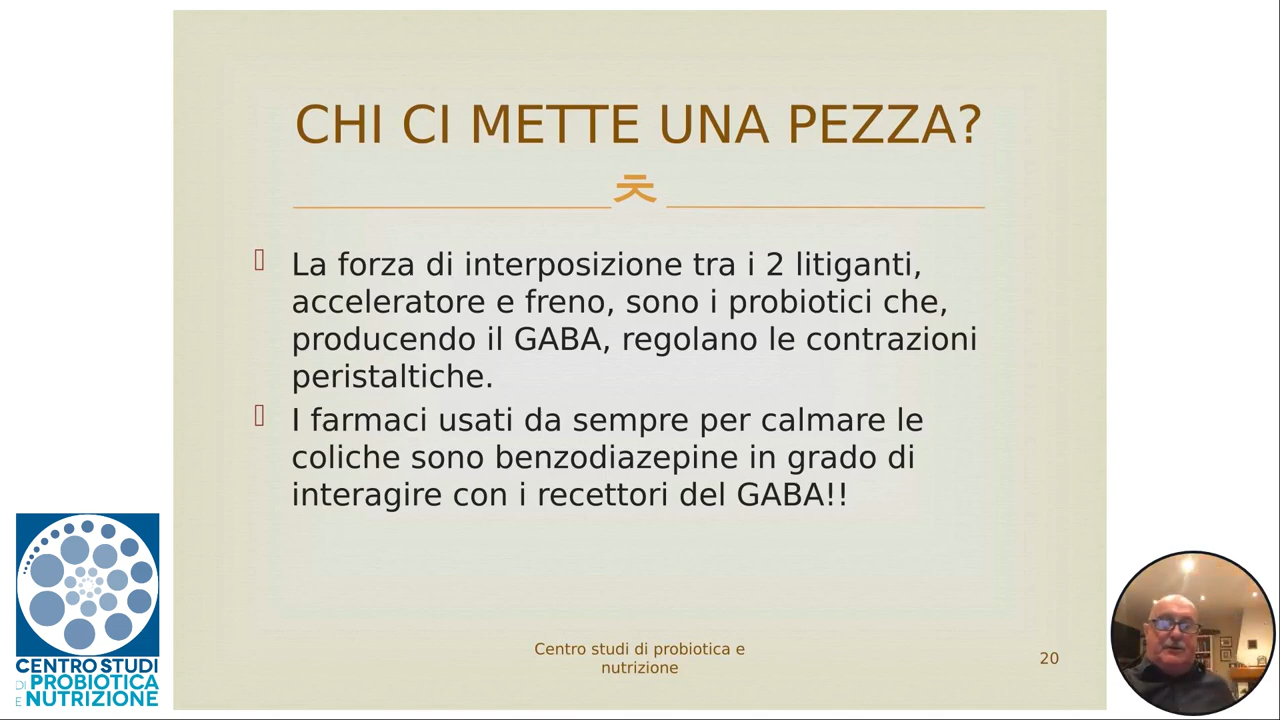 CHI CI METTE UNA PEZZA?
La forza di interposizione tra i 2 litiganti,
acceleratore e freno, sono i probiotici che,
producendo il GABA, regolano le contrazioni
peristaltiche.
I farmaci usati da sempre per calmare le
coliche sono benzodiazepine in grado di
interagire con i recettori del GABA!!
Centro studi di probiotica e
nutrizione
20
CENTRO STUDI
DI PROBIOTICA
E NUTRIZIONE